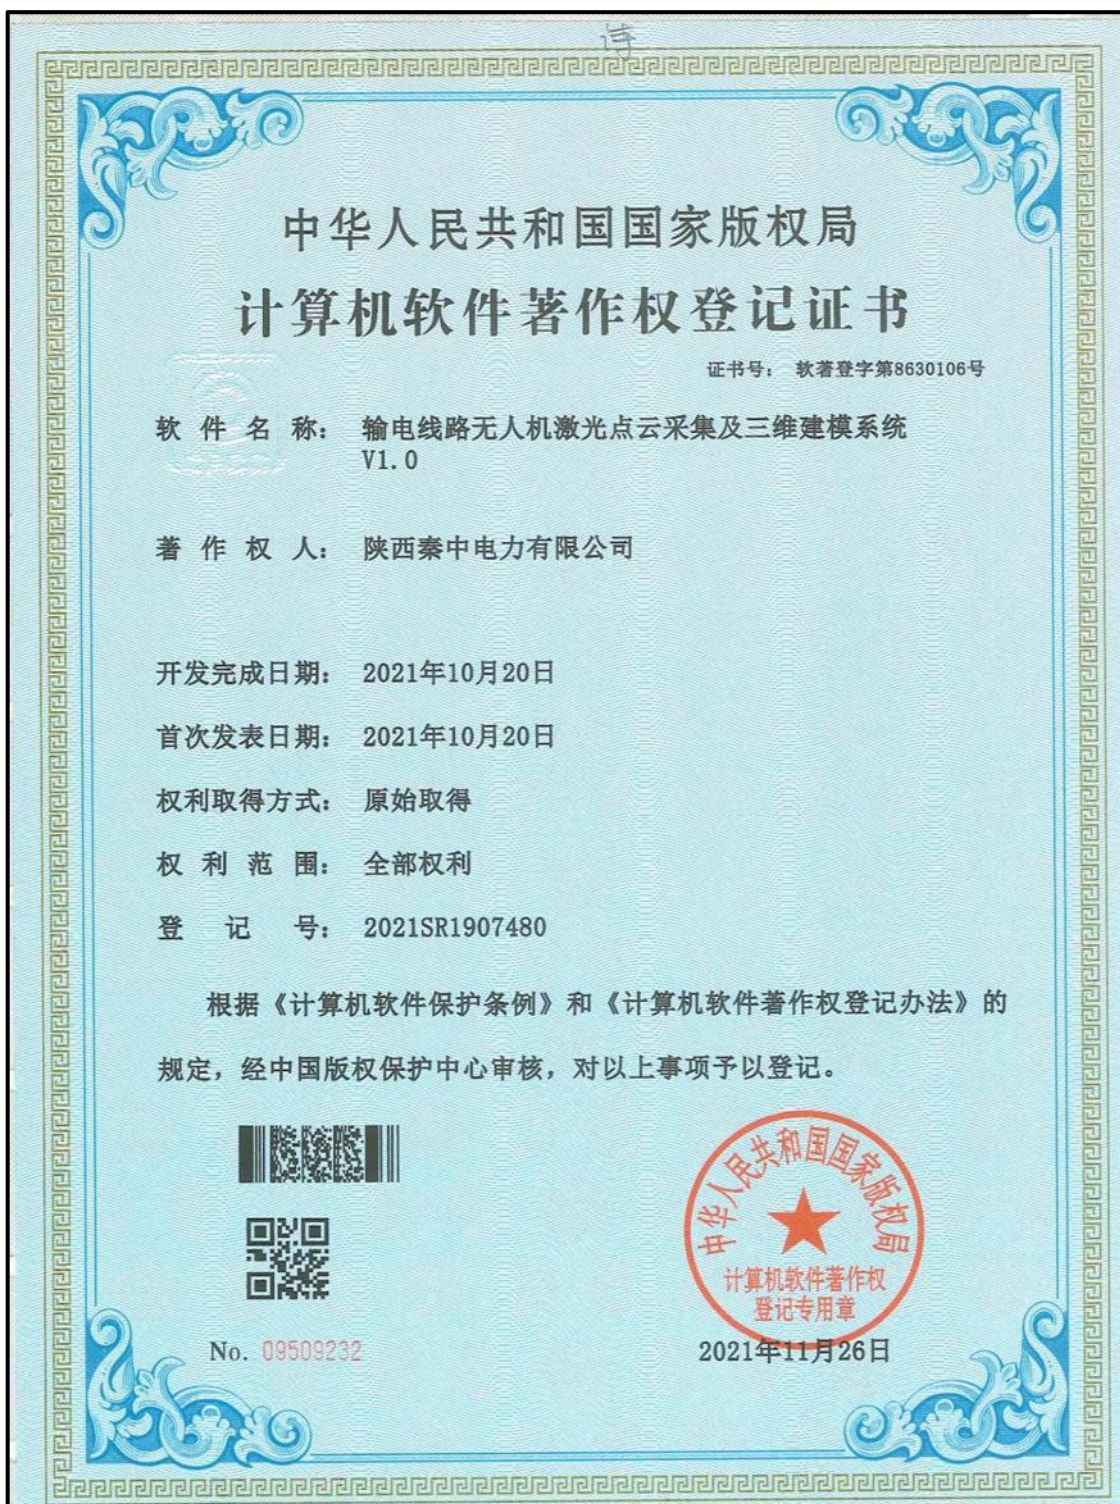 诗
中华人民共和国国家版权局
计算机软件著作权登记证书
证书号： 软著登字第8630106号
软件名称： 输电线路无人机激光点云采集及三维建模系统
V1.0
著作权人： 陕西秦中电力有限公司
开发完成日期： 2021年10月20日
首次发表日期： 2021年10月20日
权利取得方式： 原始取得
权利范围： 全部权利
登记号： 2021SR1907480
根据《计算机软件保护条例》和《计算机软件著作权登记办法》的
规定，经中国版权保护中心审核，对以上事项予以登记。
中华人民共和国国家版权局
计算机软件著作权
登记专用章
No. 09509232
2021年11月26日